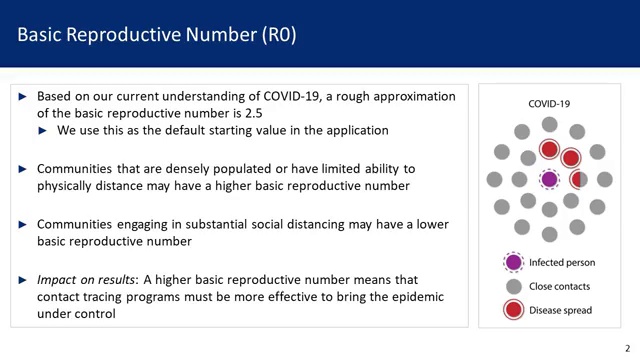 Basic Reproductive Number (R0)
► Based on our current understanding of COVID-19, a rough approximation
of the basic reproductive number is 2.5
► We use this as the default starting value in the application
► Communities that are densely populated or have limited ability to
physically distance may have a higher basic reproductive number
► Communities engaging in substantial social distancing may have a lower
basic reproductive number
► Impact on results: A higher basic reproductive number means that
contact tracing programs must be more effective to bring the epidemic
under control
COVID-19
Infected person
Close contacts
Disease spread
2